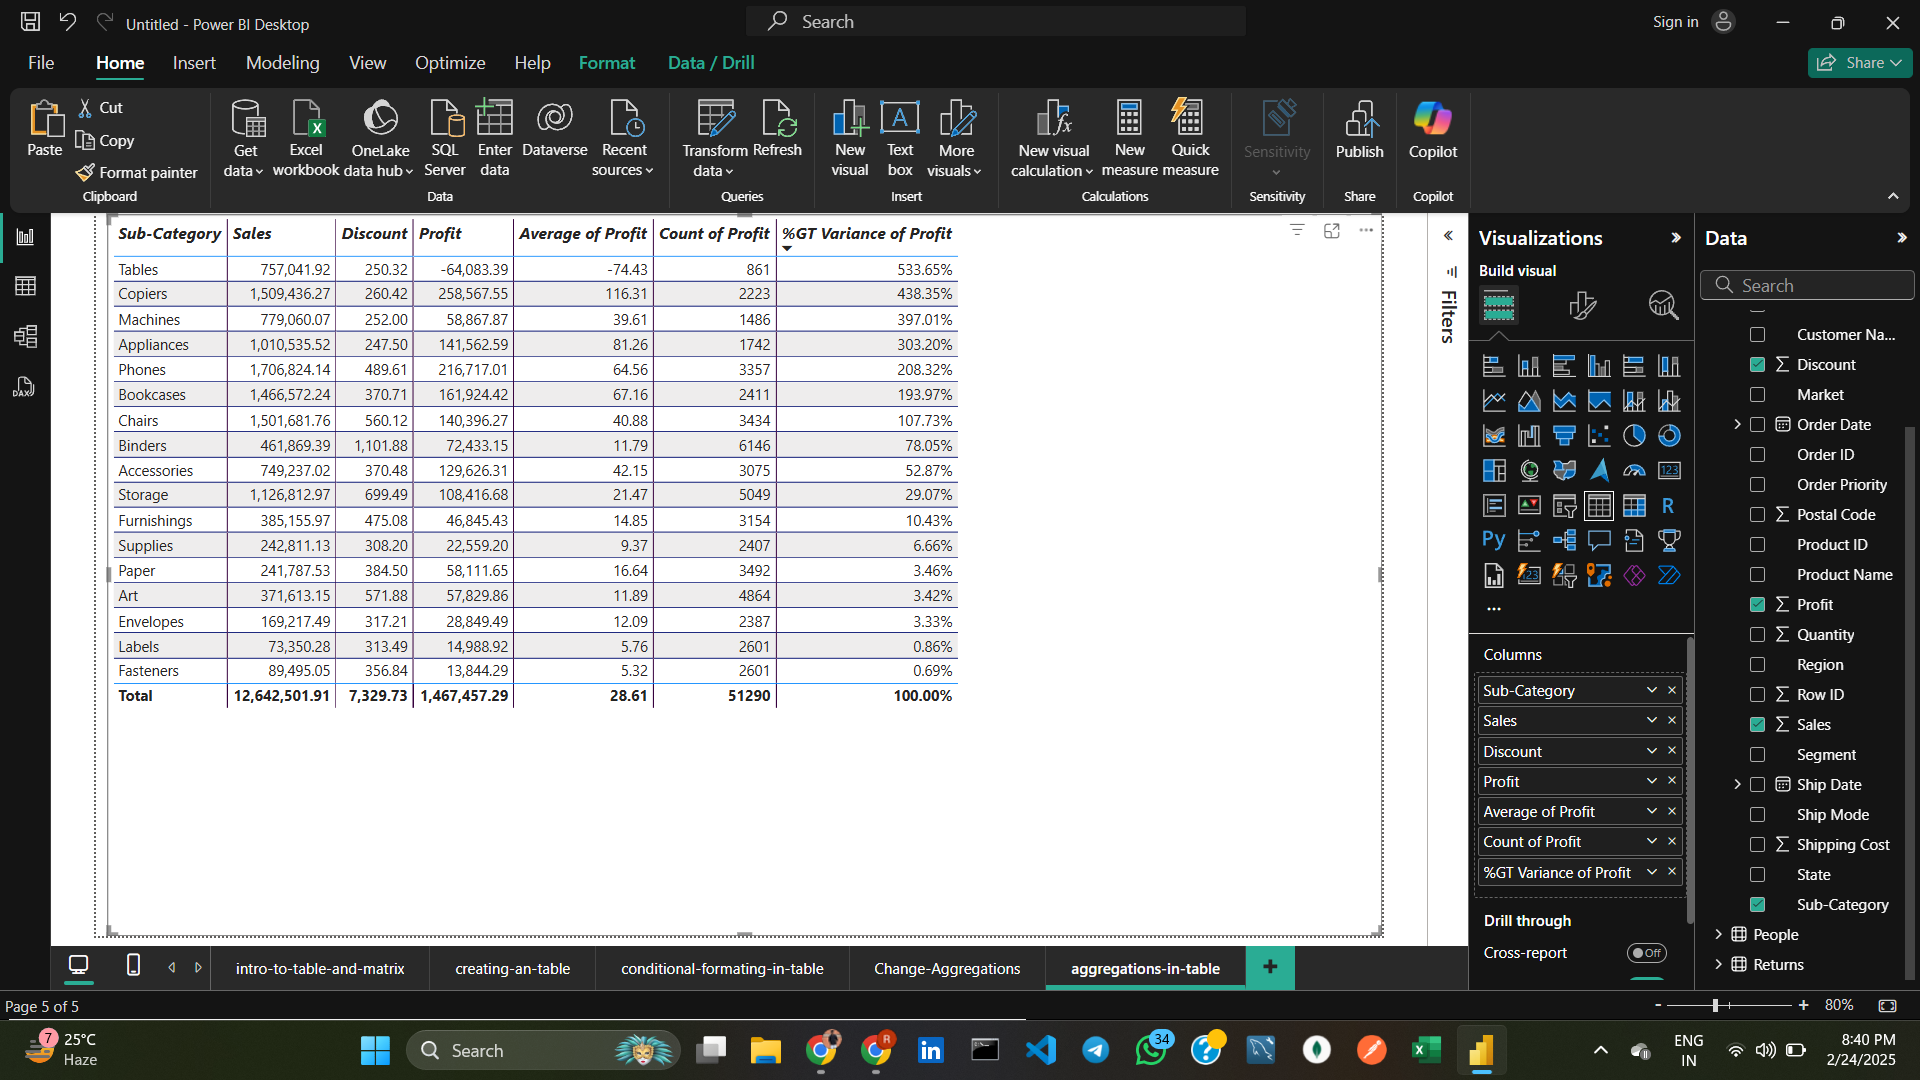 Untitled - Power BI Desktop
Search
Sign in
File Home Insert Modeling View Optimize Help Format Data / Drill
Share
Paste
Cut
Copy
Format painter
Clipboard
Get data
Excel workbook
OneLake data hub
SQL Server
Enter data
Dataverse
Recent sources
Data
Transform data
Refresh
Queries
New visual
Text box
More visuals
Insert
New visual calculation
New measure
Quick measure
Calculations
Sensitivity
Sensitivity
Publish
Share
Copilot
Copilot
Sub-Category Sales Discount Profit Average of Profit Count of Profit %GT Variance of Profit
Tables 757,041.92 250.32 -64,083.39 -74.43 861 533.65%
Copiers 1,509,436.27 260.42 258,567.55 116.31 2223 438.35%
Machines 779,060.07 252.00 58,867.87 39.61 1486 397.01%
Appliances 1,010,535.52 247.50 141,562.59 81.26 1742 303.20%
Phones 1,706,824.14 489.61 216,717.01 64.56 3357 208.32%
Bookcases 1,466,572.24 370.71 161,924.42 67.16 2411 193.97%
Chairs 1,501,681.76 560.12 140,396.27 40.88 3434 107.73%
Binders 461,869.39 1,101.88 72,433.15 11.79 6146 78.05%
Accessories 749,237.02 370.48 129,626.31 42.15 3075 52.87%
Storage 1,126,812.97 699.49 108,416.68 21.47 5049 29.07%
Furnishings 385,155.97 475.08 46,845.43 14.85 3154 10.43%
Supplies 242,811.13 308.20 22,559.20 9.37 2407 6.66%
Paper 241,787.53 384.50 58,111.65 16.64 3492 3.46%
Art 371,613.15 571.88 57,829.86 11.89 4864 3.42%
Envelopes 169,217.49 317.21 28,849.49 12.09 2387 3.33%
Labels 73,350.28 313.49 14,988.92 5.76 2601 0.86%
Fasteners 89,495.05 356.84 13,844.29 5.32 2601 0.69%
Total 12,642,501.91 7,329.73 1,467,457.29 28.61 51290 100.00%
Filters
Visualizations
Build visual
123
R
Py
123
Columns
Sub-Category
Sales
Discount
Profit
Average of Profit
Count of Profit
%GT Variance of Profit
Drill through
Cross-report
Off
Data
Search
Customer Na...
Discount
Market
Order Date
Order ID
Order Priority
Postal Code
Product ID
Product Name
Profit
Quantity
Region
Row ID
Sales
Segment
Ship Date
Ship Mode
Shipping Cost
State
Sub-Category
People
Returns
DAX
intro-to-table-and-matrix creating-an-table conditional-formating-in-table Change-Aggregations aggregations-in-table
Page 5 of 5
- + 80%
7
25°C
Haze
Search
R
34
ENG
IN
8:40 PM
2/24/2025